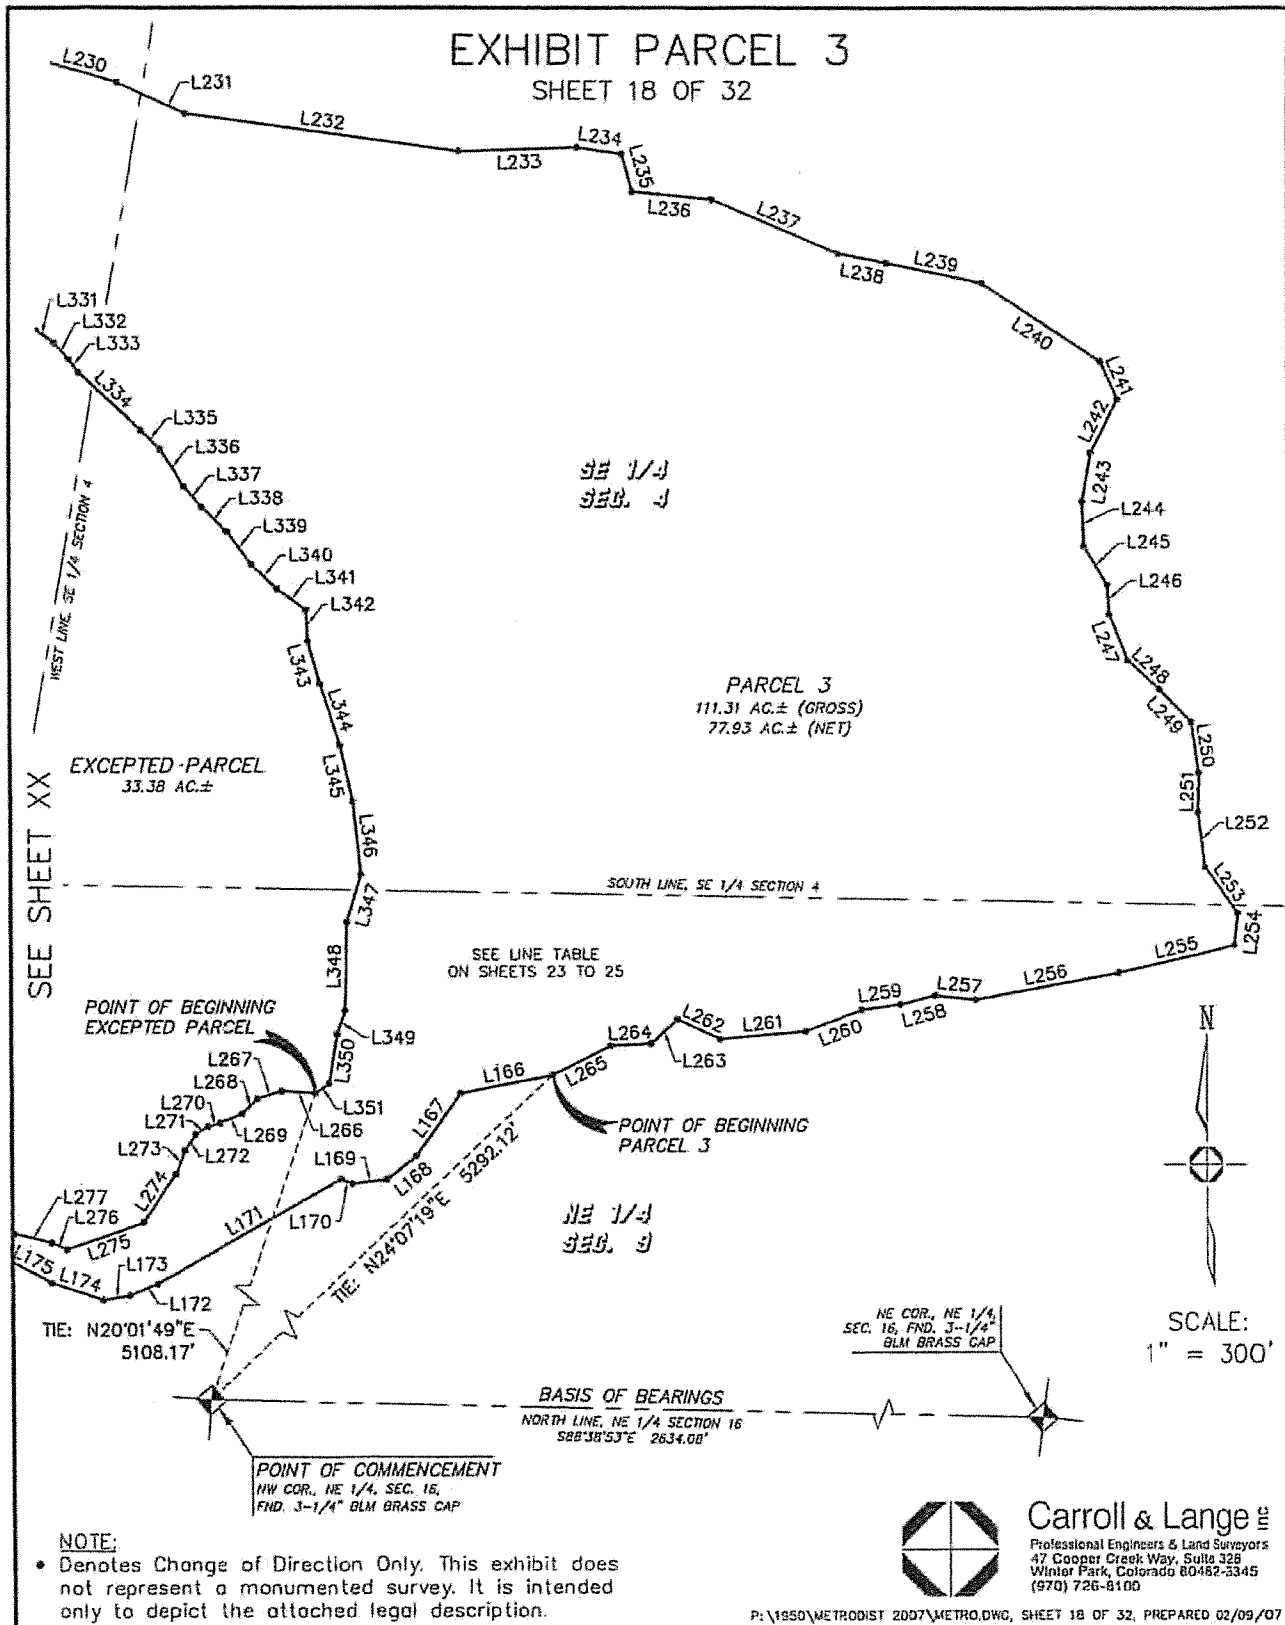 EXHIBIT PARCEL 3
SHEET 18 OF 32
L230
L231
L232
L233
L234
L235
L236
L237
L238
L239
L240
L241
L242
L243
L244
L245
L246
L247
L248
L249
L250
L251
L252
L253
L254
L255
L256
L257
L258
L259
L260
L261
L262
L263
L264
L265
L331
L332
L333
L334
L335
L336
L337
L338
L339
L340
L341
L342
L343
L344
L345
L346
L347
L348
L349
L350
L351
WEST LINE, SE 1/4 SECTION 4
SE 1/4
SEC. 4
PARCEL 3
111.31 AC.± (GROSS)
77.93 AC.± (NET)
EXCEPTED PARCEL
33.38 AC.±
SEE SHEET XX
SOUTH LINE, SE 1/4 SECTION 4
SEE LINE TABLE
ON SHEETS 23 TO 25
POINT OF BEGINNING
EXCEPTED PARCEL
L267
L268
L270
L271
L273
L266
L269
L272
L274
L277
L276
L275
L166
L167
L168
L169
L170
L171
L173
L172
L174
L175
POINT OF BEGINNING
PARCEL 3
TIE: N24°07'19"E 5292.12'
NE 1/4
SEC. 9
N
SCALE:
1" = 300'
TIE: N20°01'49"E
5108.17'
NE COR., NE 1/4,
SEC. 16, FND. 3-1/4"
BLM BRASS CAP
BASIS OF BEARINGS
NORTH LINE, NE 1/4 SECTION 16
S88°38'53"E 2634.08'
POINT OF COMMENCEMENT
NW COR., NE 1/4, SEC. 16,
FND. 3-1/4" BLM BRASS CAP
NOTE:
• Denotes Change of Direction Only. This exhibit does
not represent a monumented survey. It is intended
only to depict the attached legal description.
Carroll & Lange Inc
Professional Engineers & Land Surveyors
47 Cooper Creek Way, Suite 328
Winter Park, Colorado 80482-3345
(970) 726-8100
P:\1950\METRODIST 2007\METRO.DWG, SHEET 18 OF 32, PREPARED 02/09/07